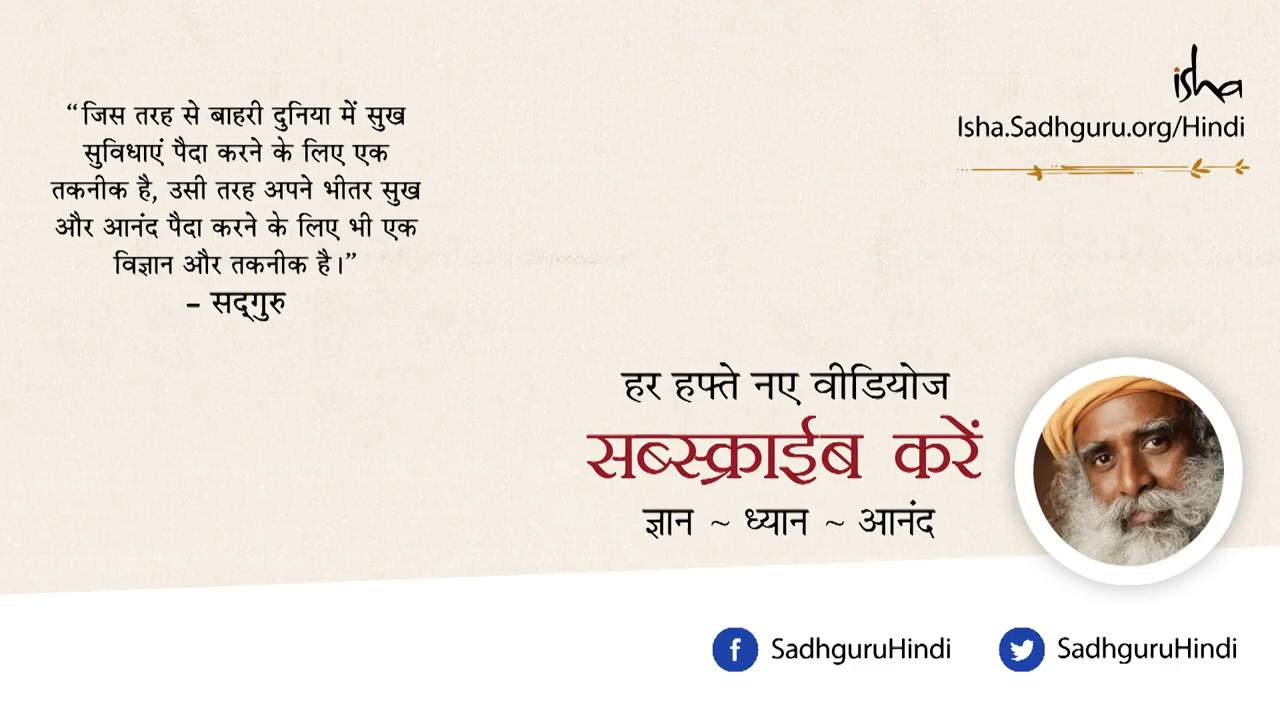 “जिस तरह से बाहरी दुनिया में सुख
सुविधाएं पैदा करने के लिए एक
तकनीक है, उसी तरह अपने भीतर सुख
और आनंद पैदा करने के लिए भी एक
विज्ञान और तकनीक है।”
– सद्‌गुरु
isha
Isha.Sadhguru.org/Hindi
हर हफ्ते नए वीडियोज
सब्स्क्राईब करें
ज्ञान ~ ध्यान ~ आनंद
SadhguruHindi
SadhguruHindi